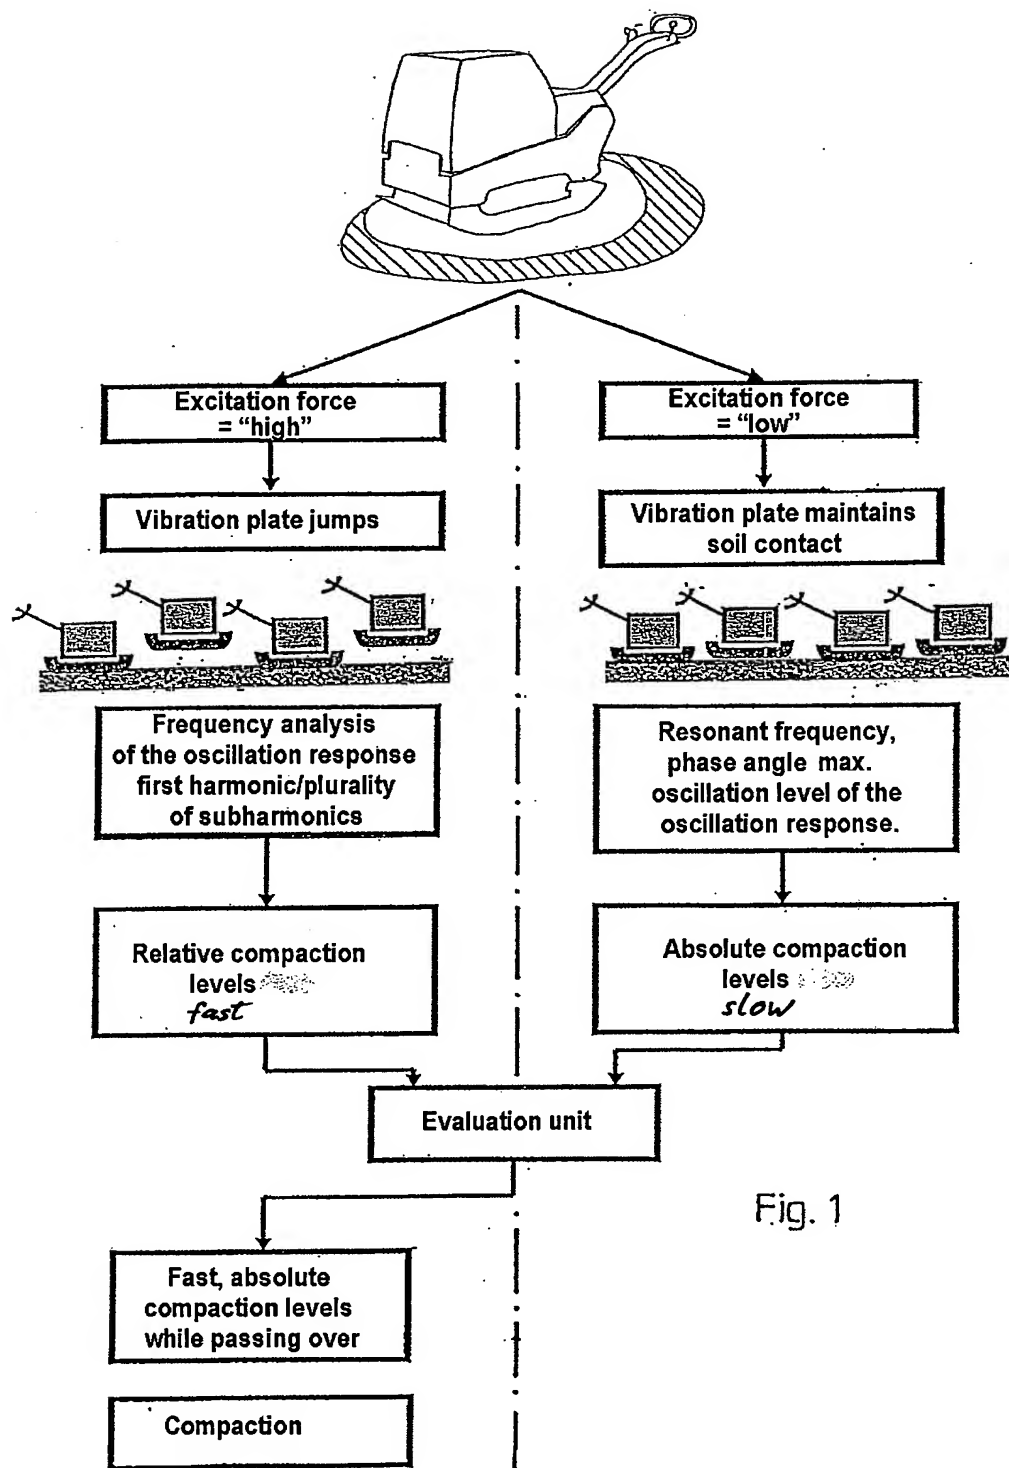 Excitation force
= "high"
Excitation force
= "low"
Vibration plate jumps
Vibration plate maintains
soil contact
Frequency analysis
of the oscillation response
first harmonic/plurality
of subharmonics
Resonant frequency,
phase angle max.
oscillation level of the
oscillation response.
Relative compaction
levels
fast
Absolute compaction
levels
slow
Evaluation unit
Fig. 1
Fast, absolute
compaction levels
while passing over
Compaction